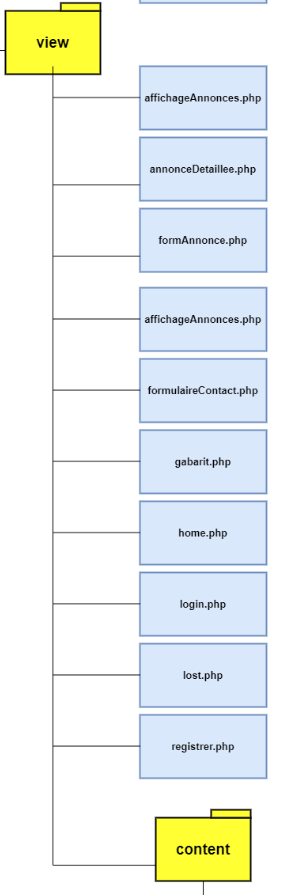 view
affichageAnnonces.php
annonceDetaillee.php
formAnnonce.php
affichageAnnonces.php
formulaireContact.php
gabarit.php
home.php
login.php
lost.php
registrer.php
content